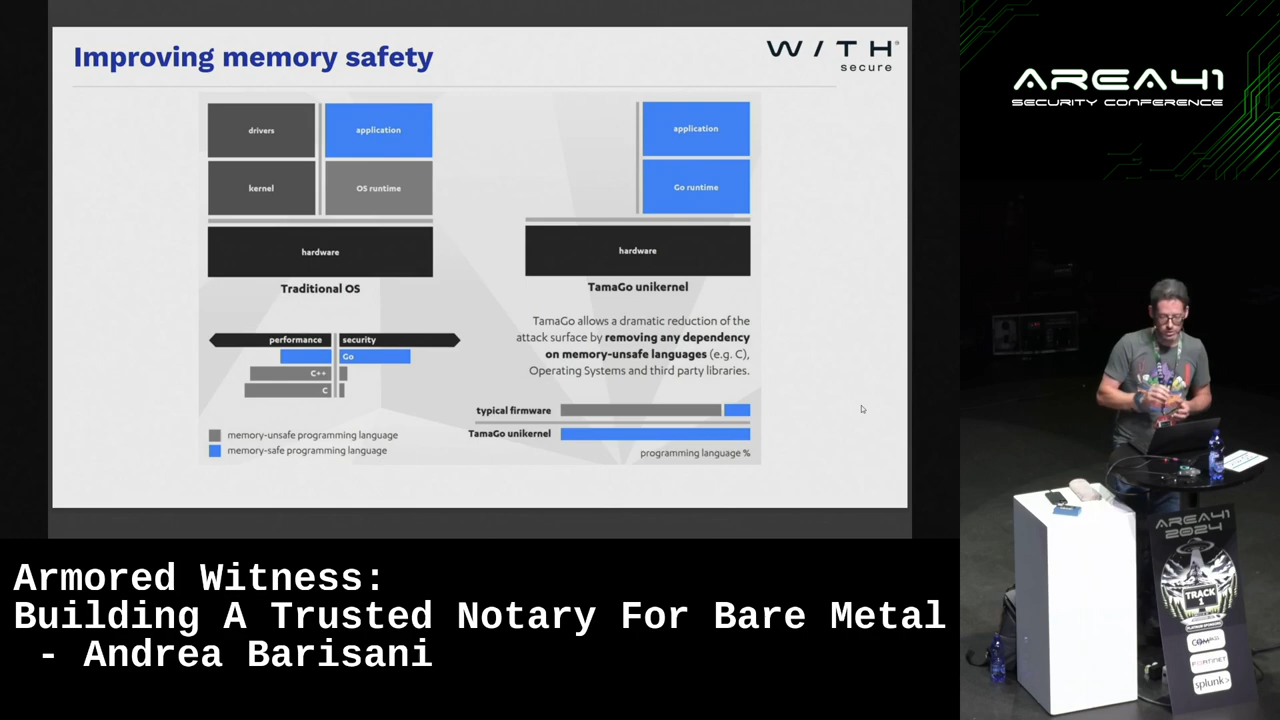 Improving memory safety
W / T H
secure
drivers
application
kernel
OS runtime
hardware
Traditional OS
application
Go runtime
hardware
TamaGo unikernel
performance
security
Go
C++
C
memory-unsafe programming language
memory-safe programming language
TamaGo allows a dramatic reduction of the
attack surface by removing any dependency
on memory-unsafe languages (e.g. C),
Operating Systems and third party libraries.
typical firmware
TamaGo unikernel
programming language %
AREA41
SECURITY CONFERENCE
AREA41
2024
TRACK
1
COMPASS
FORTINET
splunk>
Armored Witness:
Building A Trusted Notary For Bare Metal
- Andrea Barisani